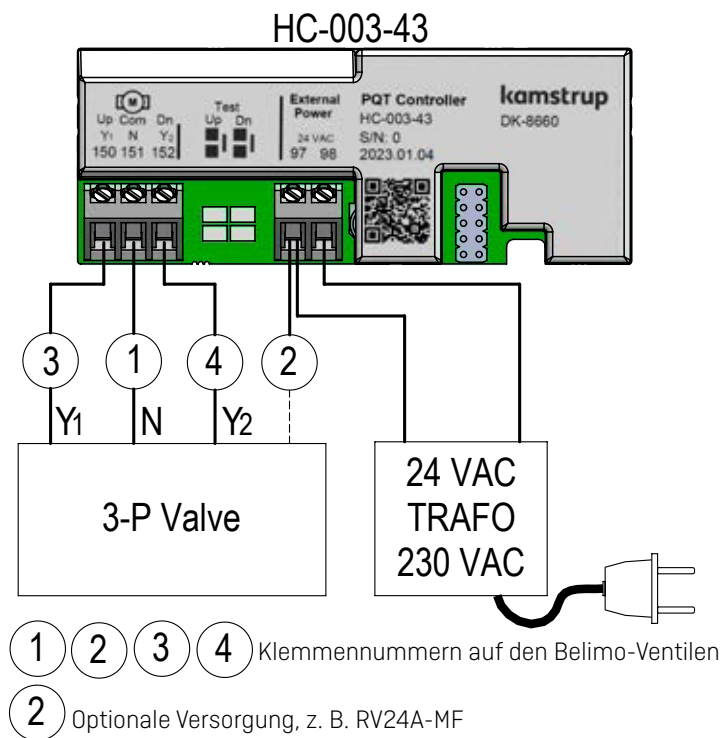 HC-003-43
M
Up Com Dn
Y1 N Y2
150 151 152
Test
Up Dn
External
Power
24 VAC
97 98
PQT Controller
HC-003-43
S/N: 0
2023.01.04
kamstrup
DK-8660
3 1 4 2
Y1 N Y2
3-P Valve
24 VAC
TRAFO
230 VAC
1 2 3 4 Klemmennummern auf den Belimo-Ventilen
2 Optionale Versorgung, z. B. RV24A-MF